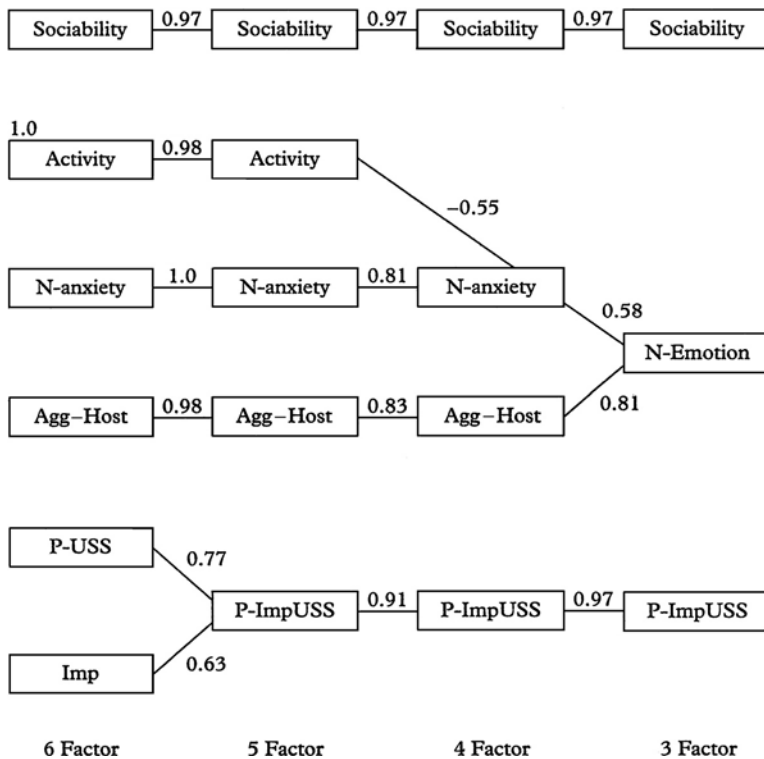 Sociability 0.97 Sociability 0.97 Sociability 0.97 Sociability
1.0
Activity 0.98 Activity
−0.55
N-anxiety 1.0 N-anxiety 0.81 N-anxiety
0.58
N-Emotion
0.81
Agg–Host 0.98 Agg–Host 0.83 Agg–Host
P-USS
0.77
P-ImpUSS 0.91 P-ImpUSS 0.97 P-ImpUSS
0.63
Imp
6 Factor 5 Factor 4 Factor 3 Factor